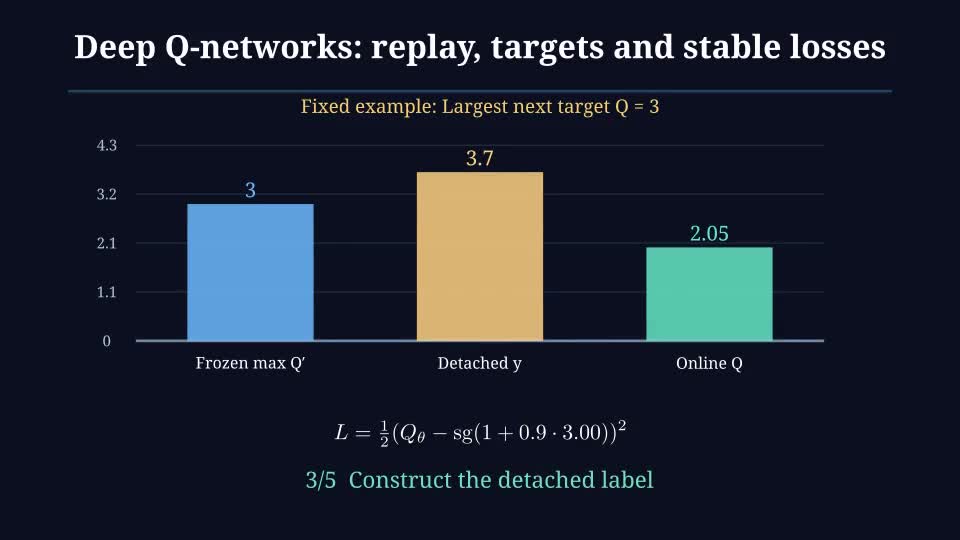 Deep Q-networks: replay, targets and stable losses
Fixed example: Largest next target Q = 3
4.3
3.2
2.1
1.1
0
3
3.7
2.05
Frozen max Q′
Detached y
Online Q
L = ½(Q_θ − sg(1 + 0.9 · 3.00))²
3/5 Construct the detached label